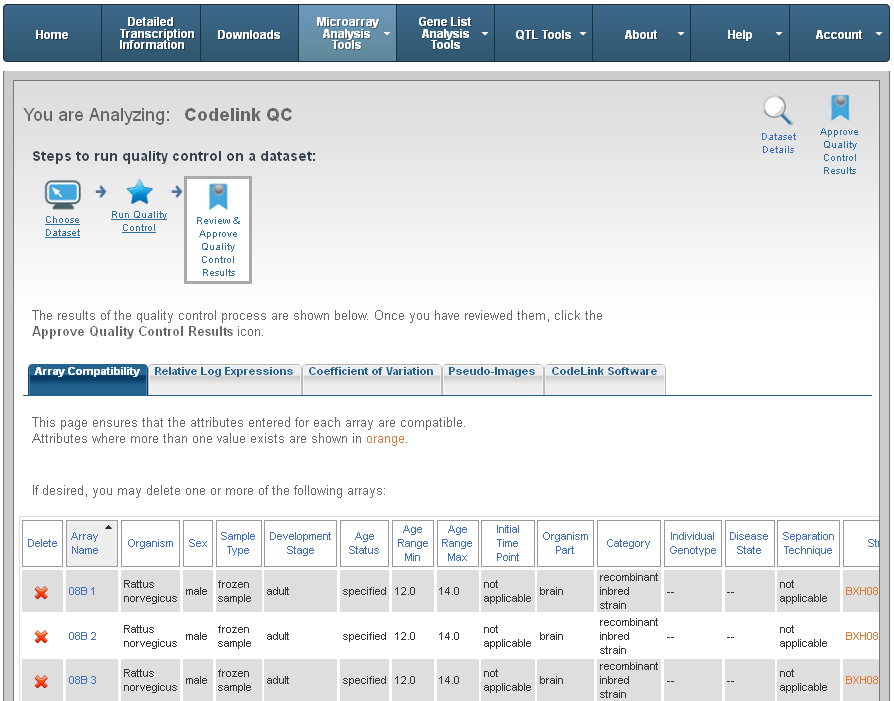 Home
Detailed
Transcription
Information
Downloads
Microarray
Analysis
Tools
Gene List
Analysis
Tools
QTL Tools
About
Help
Account
You are Analyzing: Codelink QC
Dataset
Details
Approve
Quality
Control
Results
Steps to run quality control on a dataset:
Choose
Dataset
Run Quality
Control
Review &
Approve
Quality
Control
Results
The results of the quality control process are shown below. Once you have reviewed them, click the
Approve Quality Control Results icon.
Array Compatibility Relative Log Expressions Coefficient of Variation Pseudo-Images CodeLink Software
This page ensures that the attributes entered for each array are compatible.
Attributes where more than one value exists are shown in orange.
If desired, you may delete one or more of the following arrays:
Delete
Array
Name
Organism
Sex
Sample
Type
Development
Stage
Age
Status
Age
Range
Min
Age
Range
Max
Initial
Time
Point
Organism
Part
Category
Individual
Genotype
Disease
State
Separation
Technique
08B 1
Rattus
norvegicus
male
frozen
sample
adult
specified
12.0
14.0
not
applicable
brain
recombinant
inbred
strain
--
--
not
applicable
BXH08
08B 2
Rattus
norvegicus
male
frozen
sample
adult
specified
12.0
14.0
not
applicable
brain
recombinant
inbred
strain
--
--
not
applicable
BXH08
08B 3
Rattus
norvegicus
male
frozen
sample
adult
specified
12.0
14.0
not
applicable
brain
recombinant
inbred
strain
--
--
not
applicable
BXH08